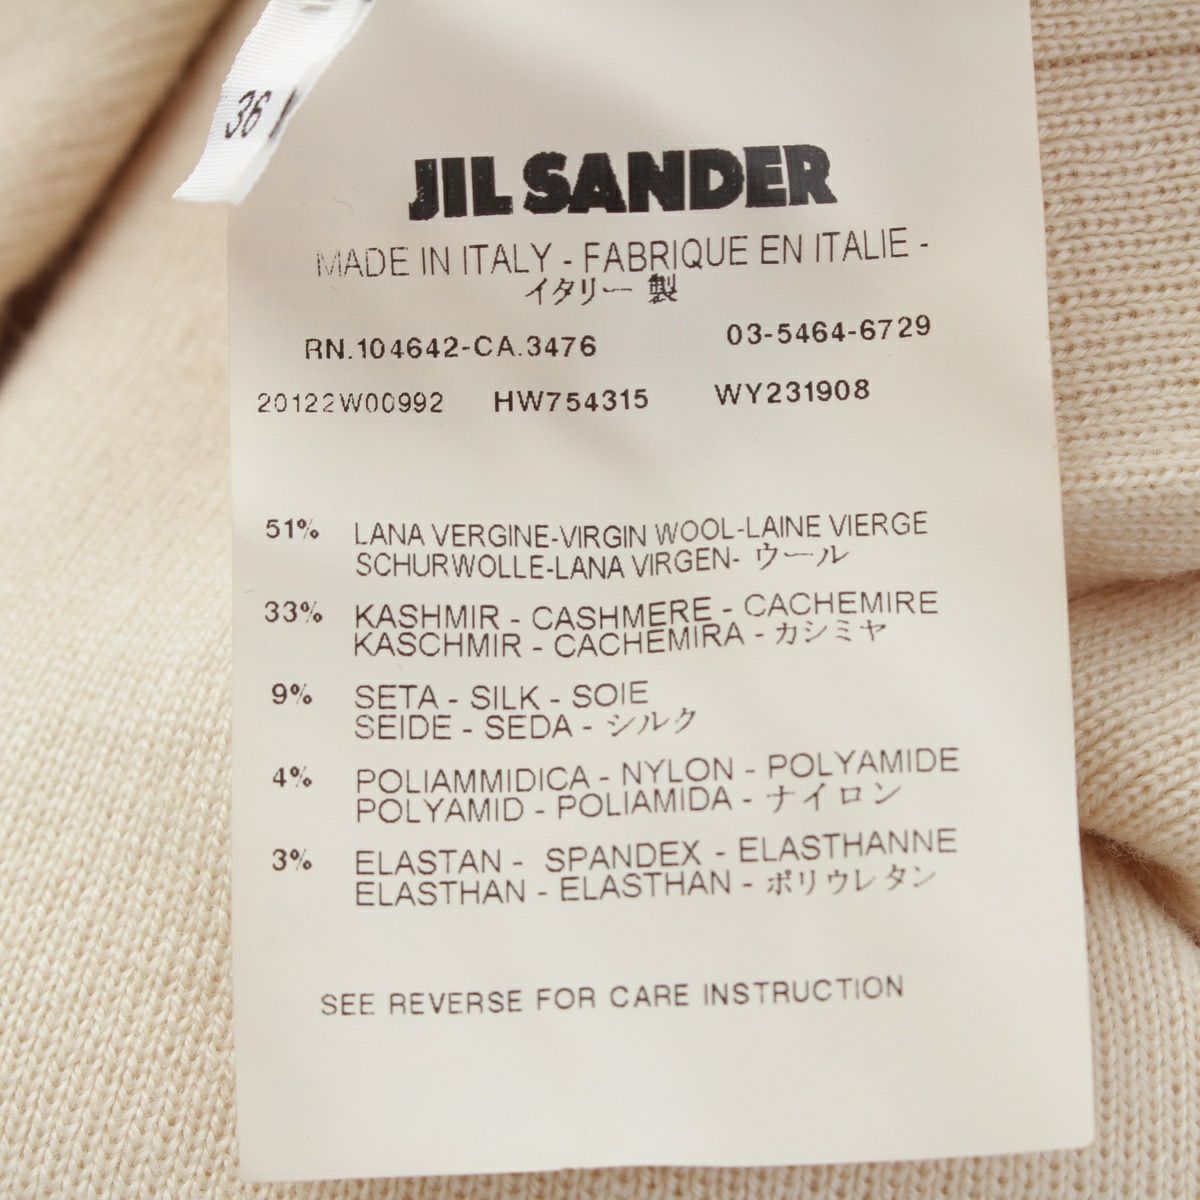 36
JIL SANDER
MADE IN ITALY - FABRIQUE EN ITALIE -
イタリー 製
RN.104642-CA.3476 03-5464-6729
20122W00992 HW754315 WY231908
51% LANA VERGINE-VIRGIN WOOL-LAINE VIERGE
SCHURWOLLE-LANA VIRGEN- ウール
33% KASHMIR - CASHMERE - CACHEMIRE
KASCHMIR - CACHEMIRA - カシミヤ
9% SETA - SILK - SOIE
SEIDE - SEDA - シルク
4% POLIAMMIDICA - NYLON - POLYAMIDE
POLYAMID - POLIAMIDA - ナイロン
3% ELASTAN - SPANDEX - ELASTHANNE
ELASTHAN - ELASTHAN - ポリウレタン
SEE REVERSE FOR CARE INSTRUCTION